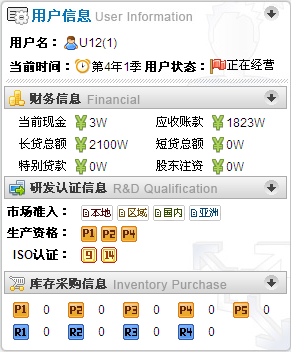 用户信息 User Information
用户名： U12(1)
当前时间： 第4年1季 用户状态： 正在经营
财务信息 Financial
当前现金 3W 应收账款 1823W
长贷总额 2100W 短贷总额 0W
特别贷款 0W 股东注资 0W
研发认证信息 R&D Qualification
市场准入： 本地 区域 国内 亚洲
生产资格： P1 P2 P4
ISO认证： 9 14
库存采购信息 Inventory Purchase
P1 0 P2 0 P3 0 P4 0 P5 0
R1 0 R2 0 R3 0 R4 0